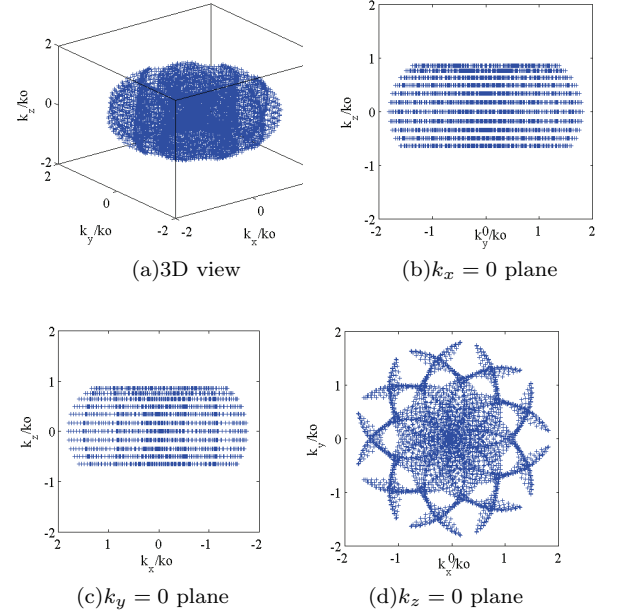 2
0
-2
2
0
-2
-2
0
k_z/ko
k_y/ko
k_x/ko
(a)3D view
2
1
0
-1
-2
-2
-1
0
1
2
k_z/ko
k_y/ko
(b)k_x = 0 plane
2
1
0
-1
-2
2
1
0
-1
-2
k_z/ko
k_x/ko
(c)k_y = 0 plane
2
1
0
-1
-2
-2
-1
0
1
2
k_y/ko
k_x/ko
(d)k_z = 0 plane